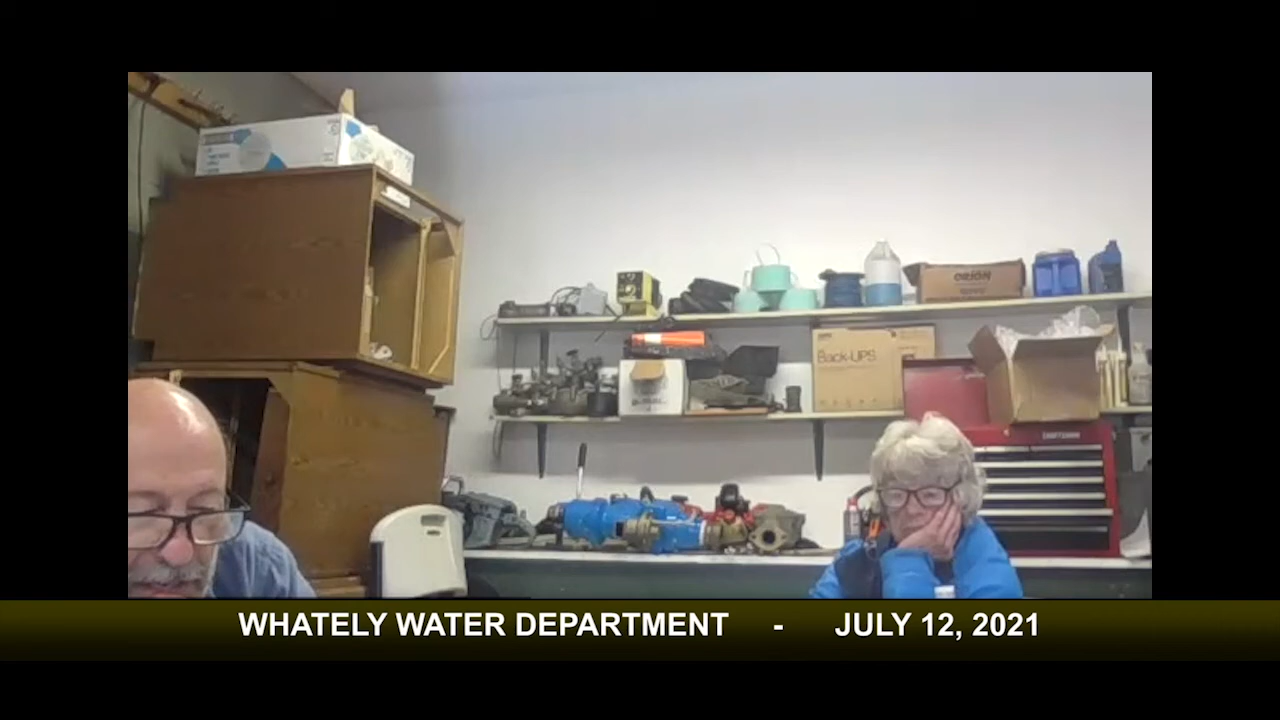 ORION
Back-UPS
CRAFTSMAN
WHATELY WATER DEPARTMENT - JULY 12, 2021